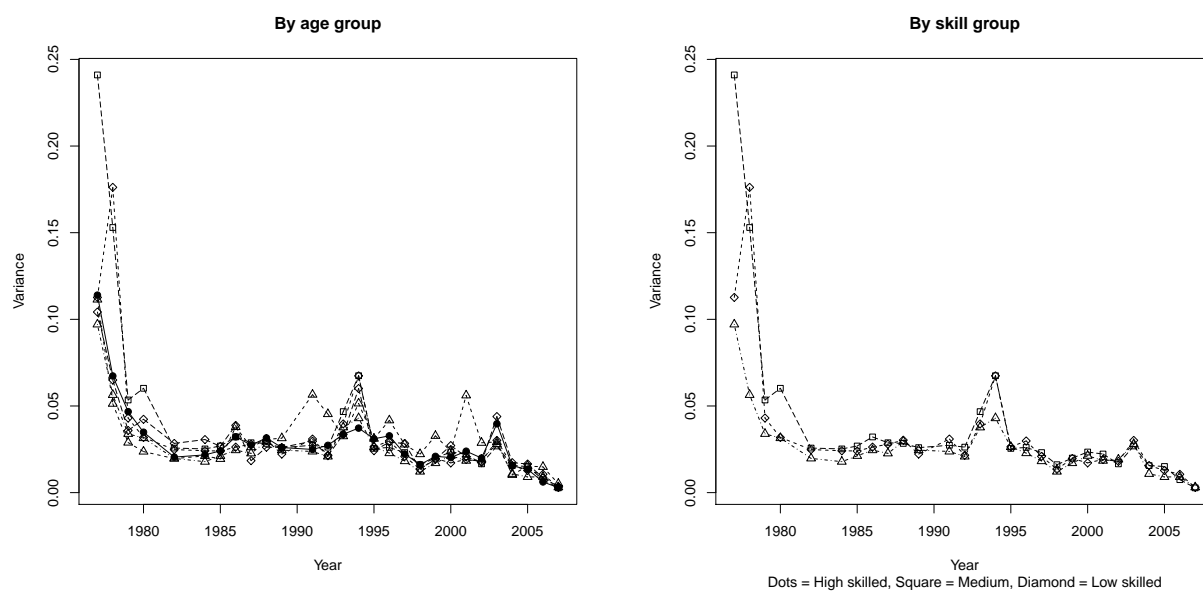 By age group
0.25
0.20
0.15
0.10
0.05
0.00
Variance
1980 1985 1990 1995 2000 2005
Year
By skill group
0.25
0.20
0.15
0.10
0.05
0.00
Variance
1980 1985 1990 1995 2000 2005
Year
Dots = High skilled, Square = Medium, Diamond = Low skilled